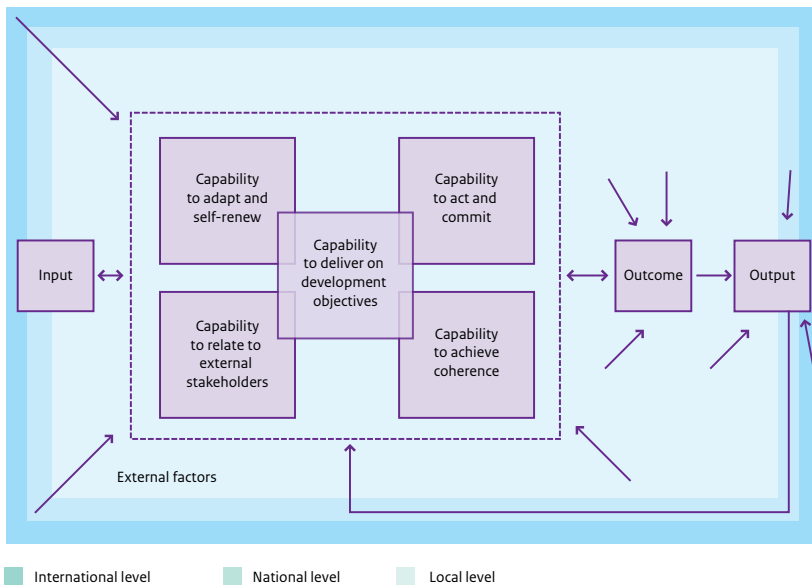 Capability
to adapt and
self-renew
Capability
to act and
commit
Capability
to deliver on
development
objectives
Input
Outcome
Output
Capability
to relate to
external
stakeholders
Capability
to achieve
coherence
External factors
International level
National level
Local level